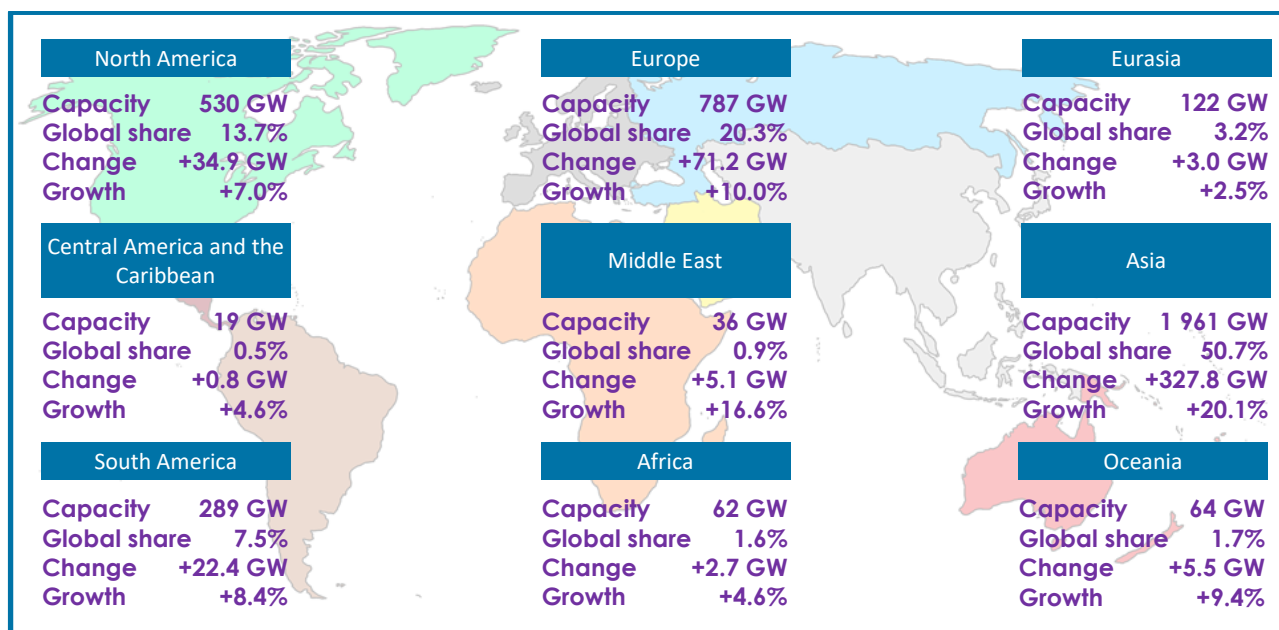 North America
Capacity 530 GW
Global share 13.7%
Change +34.9 GW
Growth +7.0%
Europe
Capacity 787 GW
Global share 20.3%
Change +71.2 GW
Growth +10.0%
Eurasia
Capacity 122 GW
Global share 3.2%
Change +3.0 GW
Growth +2.5%
Central America and the
Caribbean
Capacity 19 GW
Global share 0.5%
Change +0.8 GW
Growth +4.6%
Middle East
Capacity 36 GW
Global share 0.9%
Change +5.1 GW
Growth +16.6%
Asia
Capacity 1 961 GW
Global share 50.7%
Change +327.8 GW
Growth +20.1%
South America
Capacity 289 GW
Global share 7.5%
Change +22.4 GW
Growth +8.4%
Africa
Capacity 62 GW
Global share 1.6%
Change +2.7 GW
Growth +4.6%
Oceania
Capacity 64 GW
Global share 1.7%
Change +5.5 GW
Growth +9.4%